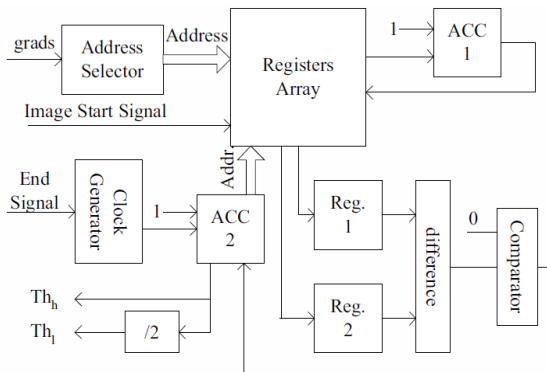 grads
Address
Selector
Address
Registers
Array
1
ACC
1
Image Start Signal
End
Signal
Clock
Generator
1
ACC
2
Addr.
Reg.
1
Reg.
2
difference
0
Comparator
Th_h
Th_l
/2